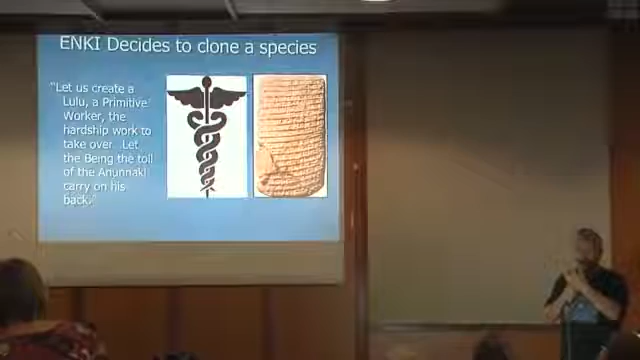 ENKI Decides to clone a species
“Let us create a
Lulu, a Primitive
Worker, the
hardship work to
take over. Let
the Being the toil
of the Anunnaki
carry on his
back.”